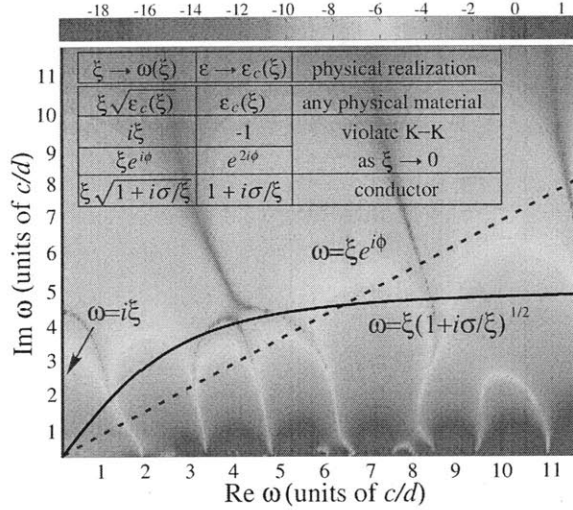 -18 -16 -14 -12 -10 -8 -6 -4 -2 0
ξ → ω(ξ) ε → ε_c(ξ) physical realization
ξ√ε_c(ξ) ε_c(ξ) any physical material
iξ -1 violate K–K
ξe^{iϕ} e^{2iϕ} as ξ → 0
ξ√1 + iσ/ξ 1 + iσ/ξ conductor
11
10
9
8
7
6
5
4
3
2
1
Im ω (units of c/d)
ω=ξe^{iϕ}
ω=iξ
ω=ξ(1+iσ/ξ)^{1/2}
1 2 3 4 5 6 7 8 9 10 11
Re ω (units of c/d)